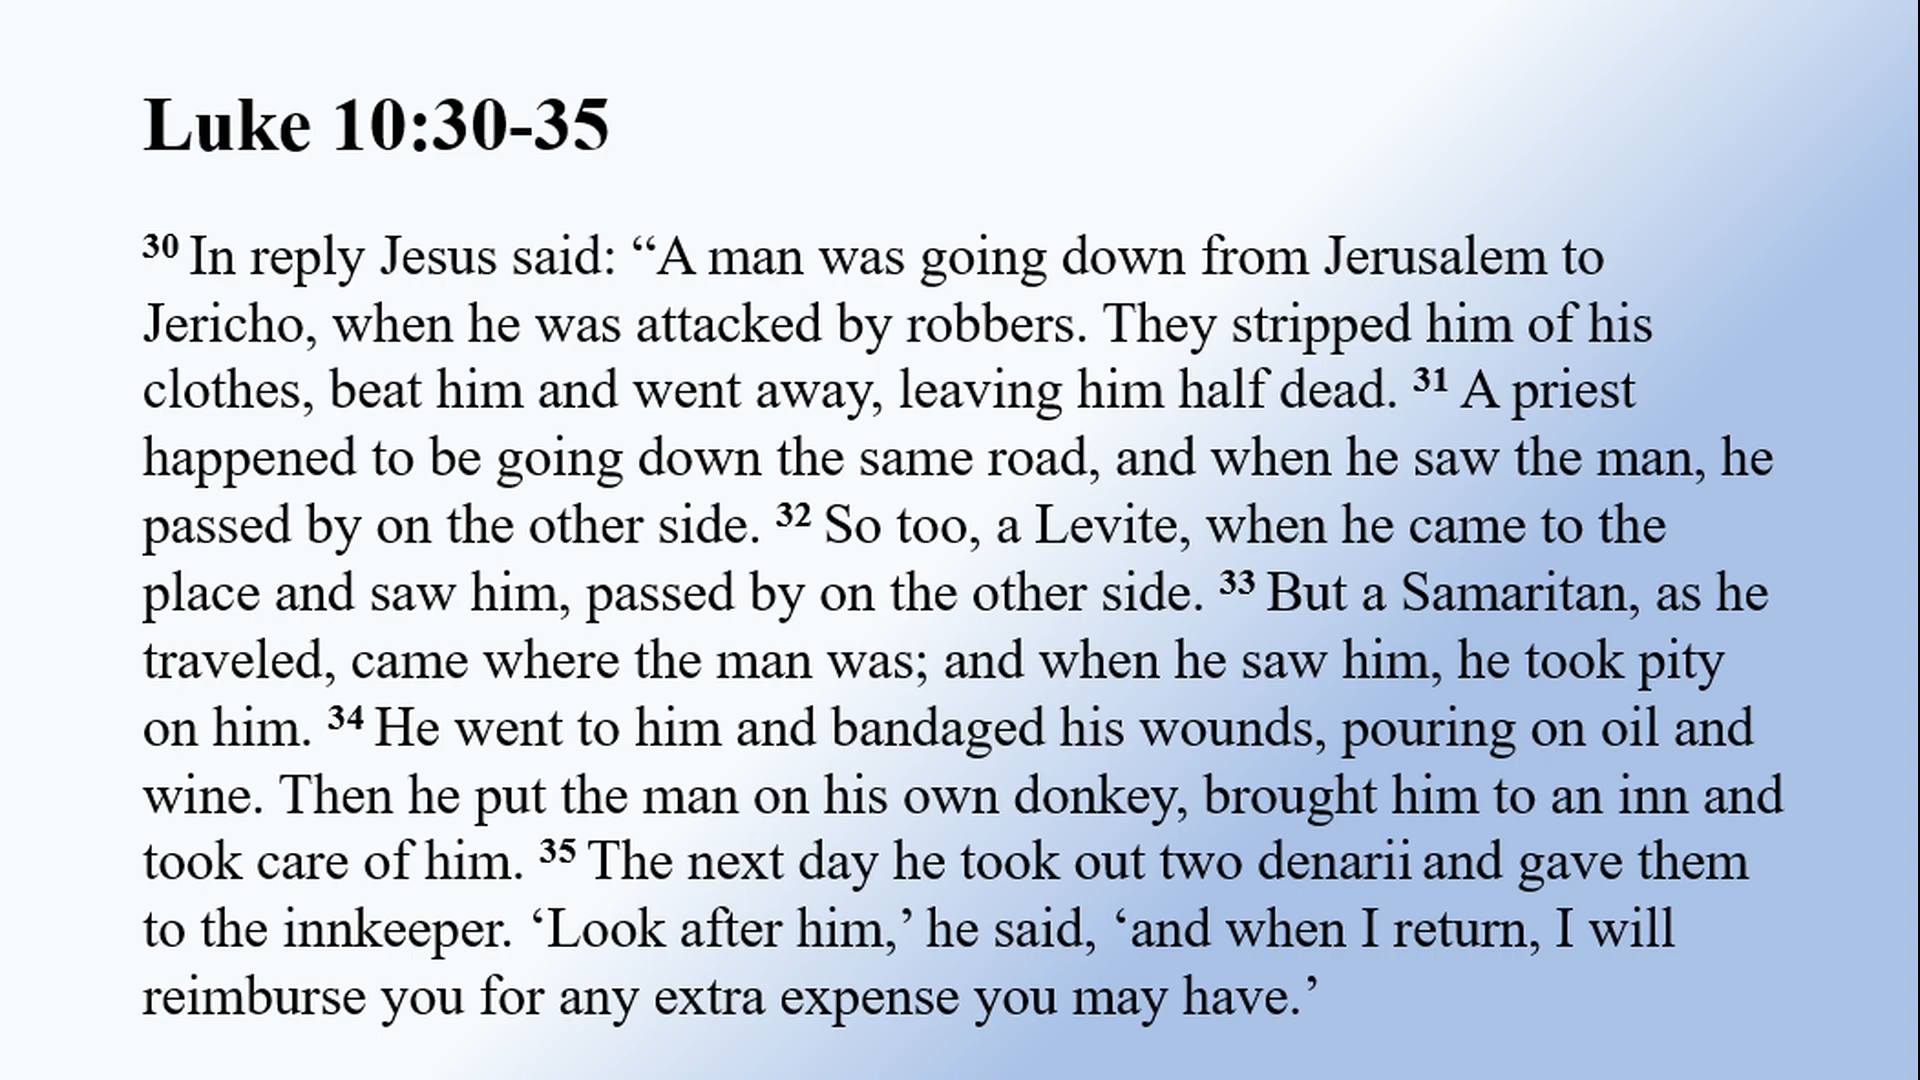 Luke 10:30-35
30 In reply Jesus said: “A man was going down from Jerusalem to
Jericho, when he was attacked by robbers. They stripped him of his
clothes, beat him and went away, leaving him half dead. 31 A priest
happened to be going down the same road, and when he saw the man, he
passed by on the other side. 32 So too, a Levite, when he came to the
place and saw him, passed by on the other side. 33 But a Samaritan, as he
traveled, came where the man was; and when he saw him, he took pity
on him. 34 He went to him and bandaged his wounds, pouring on oil and
wine. Then he put the man on his own donkey, brought him to an inn and
took care of him. 35 The next day he took out two denarii and gave them
to the innkeeper. ‘Look after him,’ he said, ‘and when I return, I will
reimburse you for any extra expense you may have.’